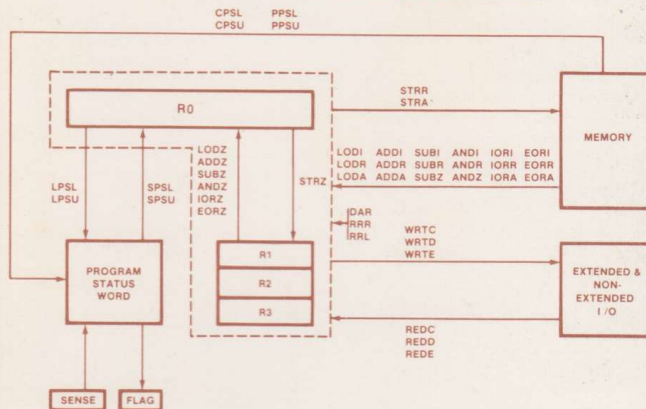 CPSL PPSL
CPSU PPSU
R0
STRR
STRA
MEMORY
LODZ
ADDZ
SUBZ
ANDZ
IORZ
EORZ
LODI ADDI SUBI ANDI IORI EORI
LODR ADDR SUBR ANDR IORR EORR
LODA ADDA SUBZ ANDZ IORA EORA
LPSL
LPSU
SPSL
SPSU
STRZ
DAR
RRR
RRL
WRTC
WRTD
WRTE
PROGRAM
STATUS
WORD
R1
R2
R3
EXTENDED &
NON-
EXTENDED
I/O
REDC
REDD
REDE
SENSE
FLAG